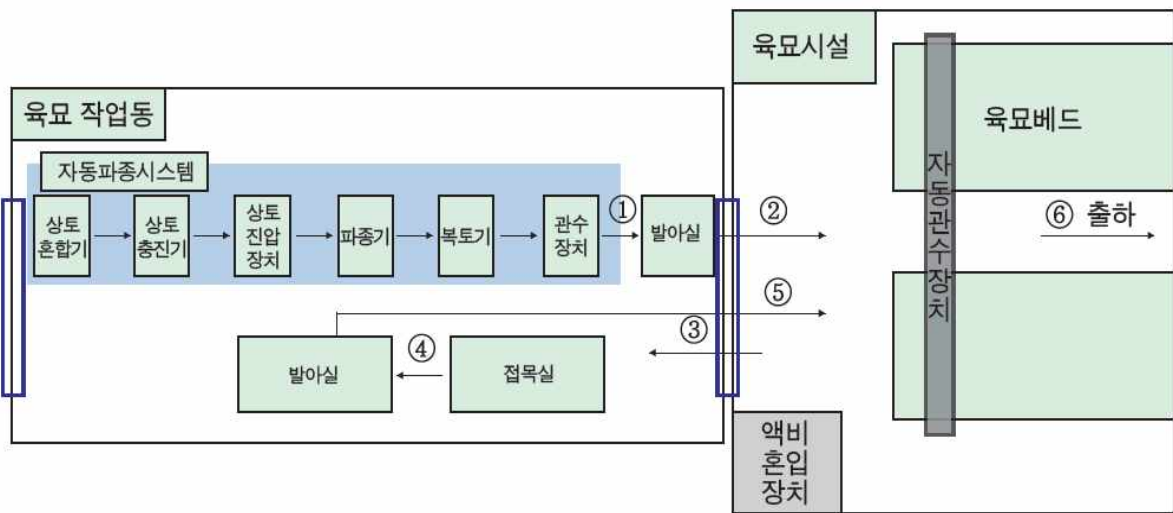 육묘시설
육묘 작업동
육묘베드
자동파종시스템
상토
혼합기
상토
충진기
상토
진압
장치
파종기
복토기
관수
장치
①
발아실
②
자동관수장치
⑥ 출하
⑤
③
발아실
④
접목실
액비
혼입
장치